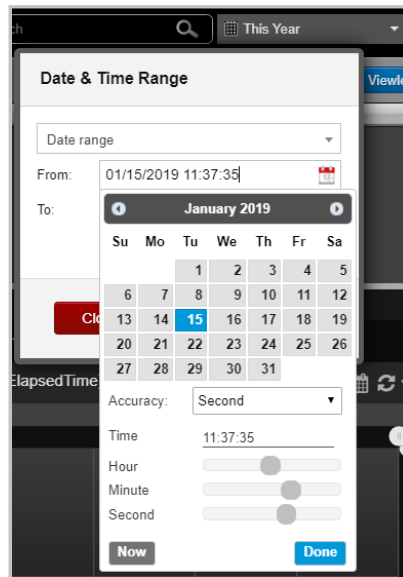 ch
This Year
Date & Time Range
Viewle
Date range
From: 01/15/2019 11:37:35
To:
January 2019
Su Mo Tu We Th Fr Sa
1 2 3 4 5
6 7 8 9 10 11 12
13 14 15 16 17 18 19
20 21 22 23 24 25 26
27 28 29 30 31
Clo
ElapsedTime
Accuracy: Second
Time 11:37:35
Hour
Minute
Second
Now Done